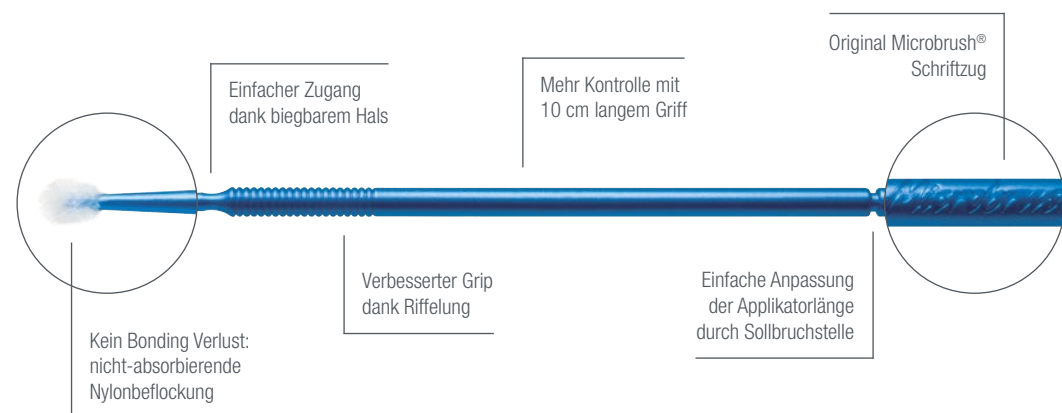 Original Microbrush®
Schriftzug
Einfacher Zugang
dank biegbarem Hals
Mehr Kontrolle mit
10 cm langem Griff
Verbesserter Grip
dank Riffelung
Einfache Anpassung
der Applikatorlänge
durch Sollbruchstelle
Kein Bonding Verlust:
nicht-absorbierende
Nylonbeflockung